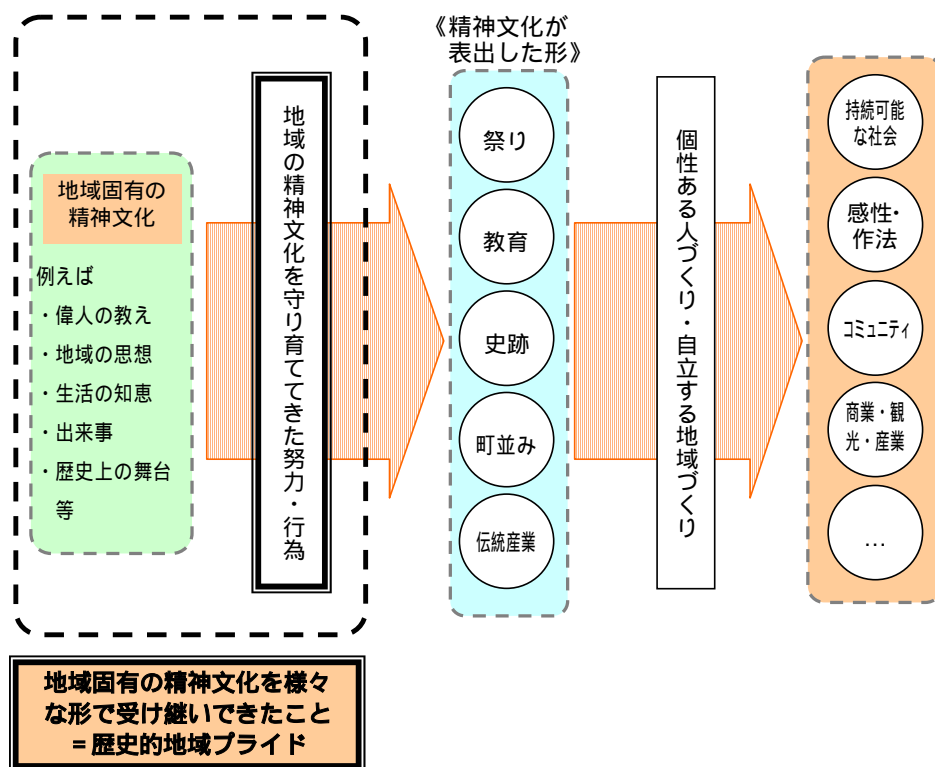 地域固有の
精神文化
例えば
・偉人の教え
・地域の思想
・生活の知恵
・出来事
・歴史上の舞台
等
地域の精神文化を守り育ててきた努力・行為
《精神文化が
表出した形》
祭り
教育
史跡
町並み
伝統産業
個性ある人づくり・自立する地域づくり
持続可能
な社会
感性・
作法
コミュニティ
商業・観
光・産業
…
地域固有の精神文化を様々
な形で受け継いできたこと
＝歴史的地域プライド